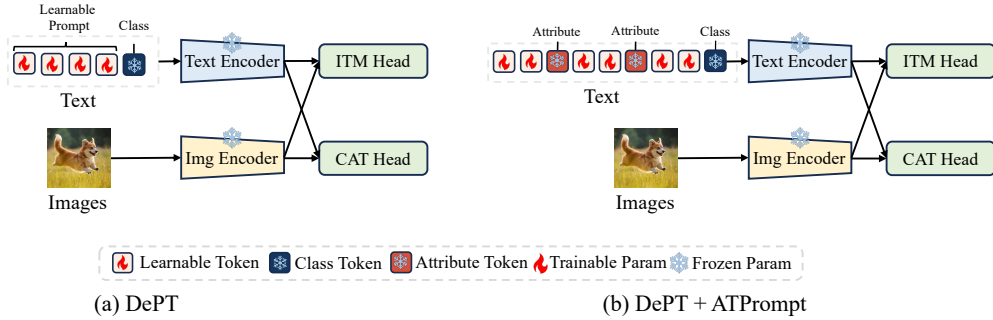 Learnable
Prompt
Class
Text Encoder
ITM Head
Text
Img Encoder
CAT Head
Images
Attribute
Attribute
Class
Text Encoder
ITM Head
Text
Img Encoder
CAT Head
Images
Learnable Token
Class Token
Attribute Token
Trainable Param
Frozen Param
(a) DePT
(b) DePT + ATPrompt